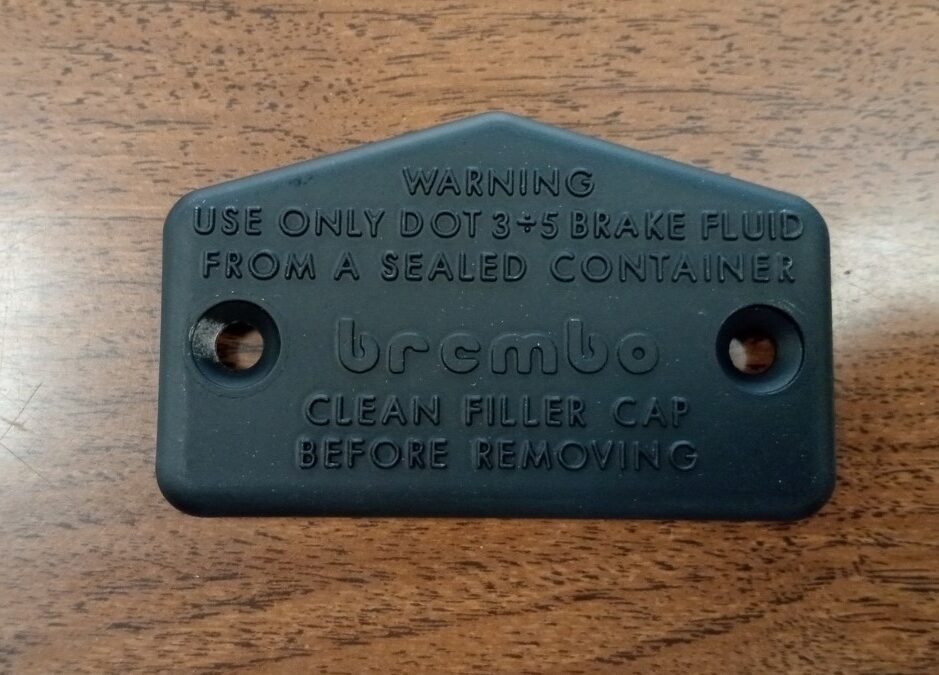 WARNING
USE ONLY DOT 3÷5 BRAKE FLUID
FROM A SEALED CONTAINER
brembo
CLEAN FILLER CAP
BEFORE REMOVING